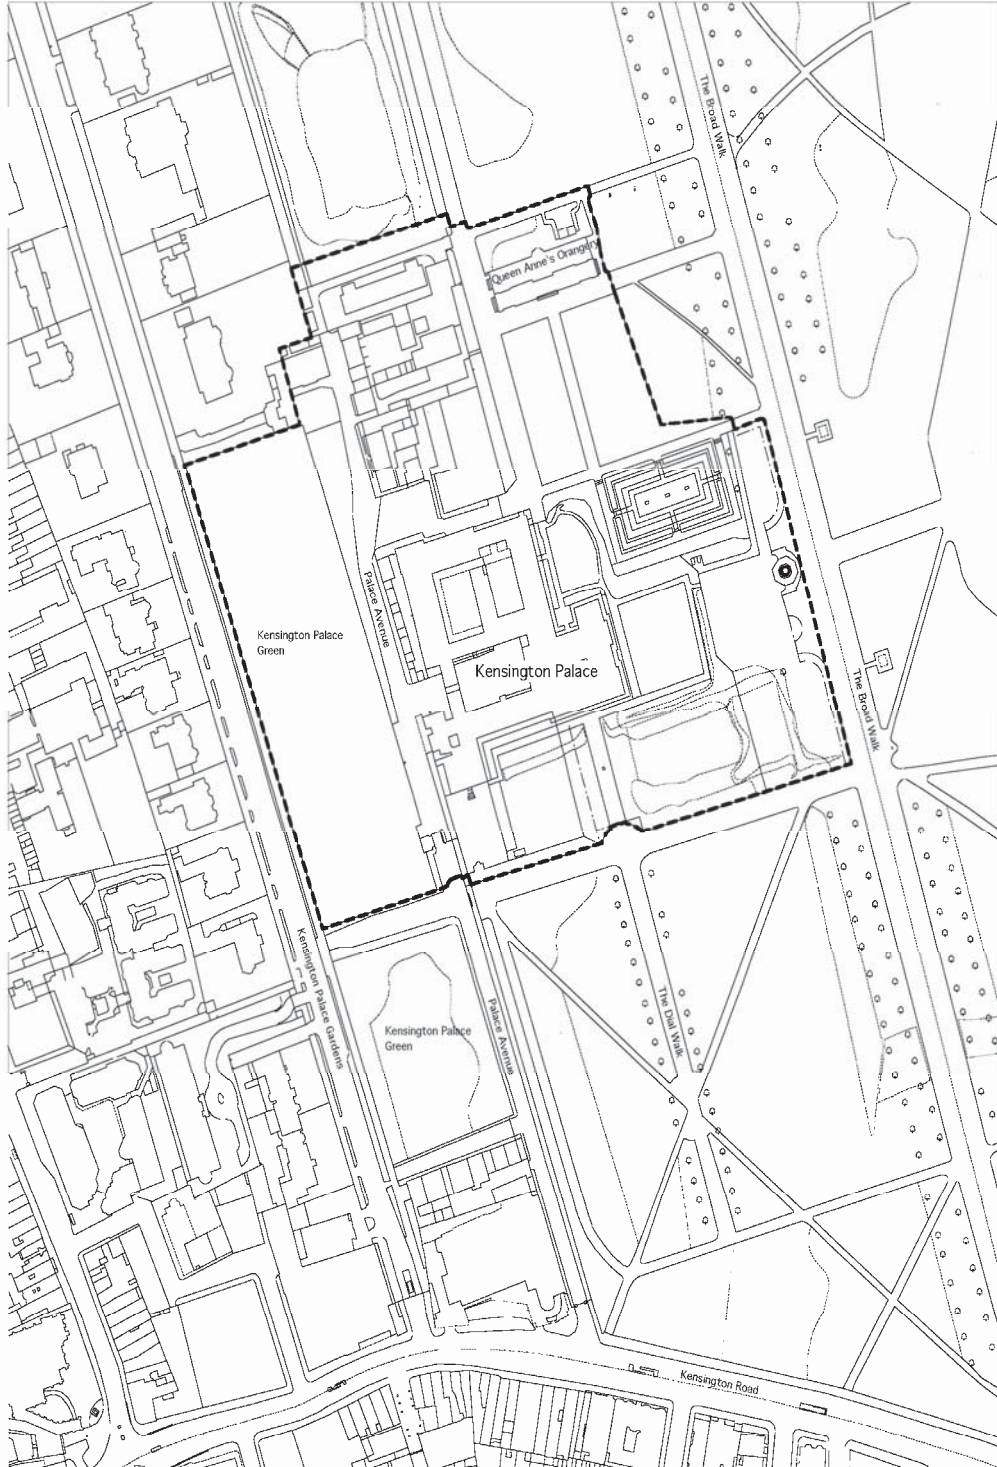 The Broad Walk
Queen Anne's Orangery
Palace Avenue
Kensington Palace
Green
Kensington Palace
The Broad Walk
Kensington Palace Gardens
Kensington Palace
Green
Palace Avenue
The Dial Walk
Kensington Road